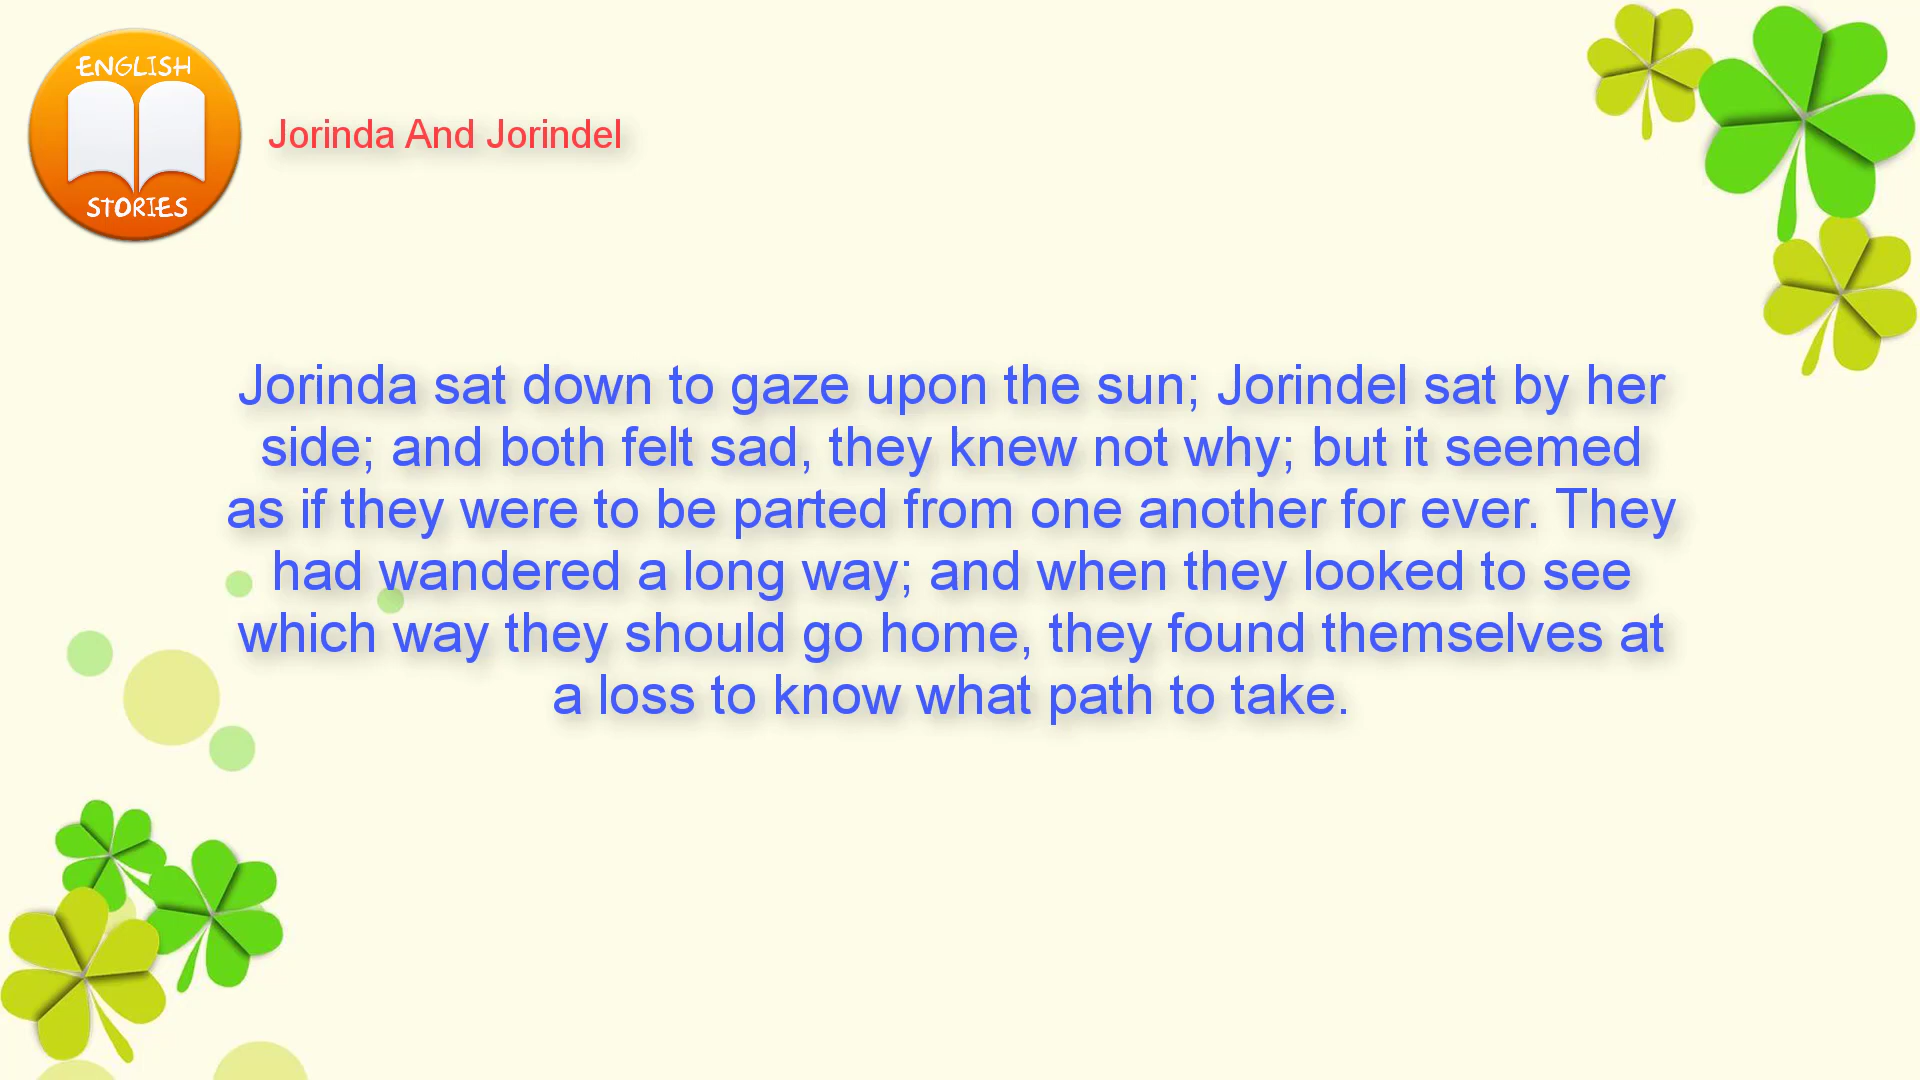 ENGLISH
STORIES
Jorinda And Jorindel
Jorinda sat down to gaze upon the sun; Jorindel sat by her
side; and both felt sad, they knew not why; but it seemed
as if they were to be parted from one another for ever. They
had wandered a long way; and when they looked to see
which way they should go home, they found themselves at
a loss to know what path to take.